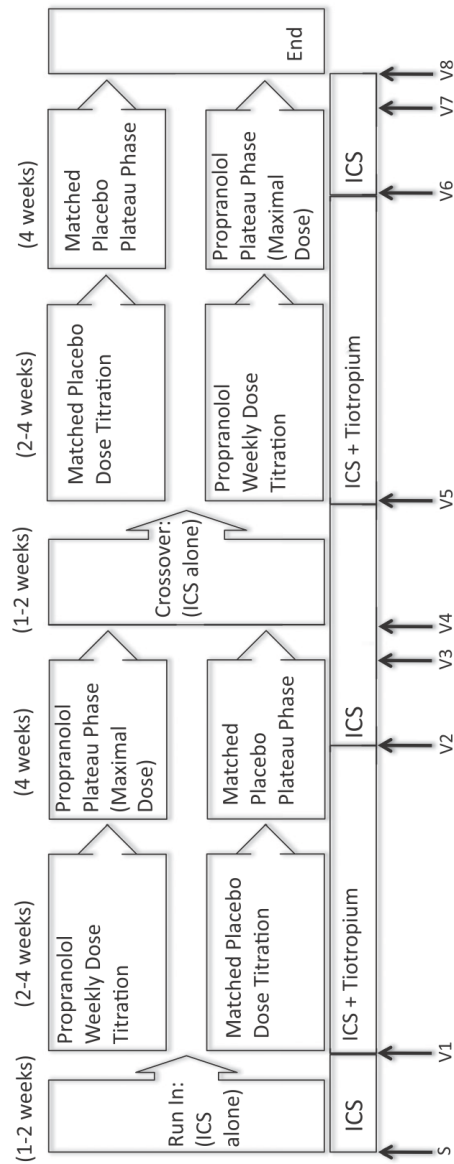 (1-2 weeks)
(2-4 weeks)
(4 weeks)
(1-2 weeks)
(2-4 weeks)
(4 weeks)
Run In:
(ICS
alone)
Propranolol
Weekly Dose
Titration
Propranolol
Plateau Phase
(Maximal
Dose)
Matched Placebo
Dose Titration
Matched
Placebo
Plateau Phase
Crossover:
(ICS alone)
Matched Placebo
Dose Titration
Matched
Placebo
Plateau Phase
Propranolol
Weekly Dose
Titration
Propranolol
Plateau Phase
(Maximal
Dose)
End
ICS
ICS + Tiotropium
ICS
ICS + Tiotropium
ICS
S
V1
V2
V3
V4
V5
V6
V7
V8